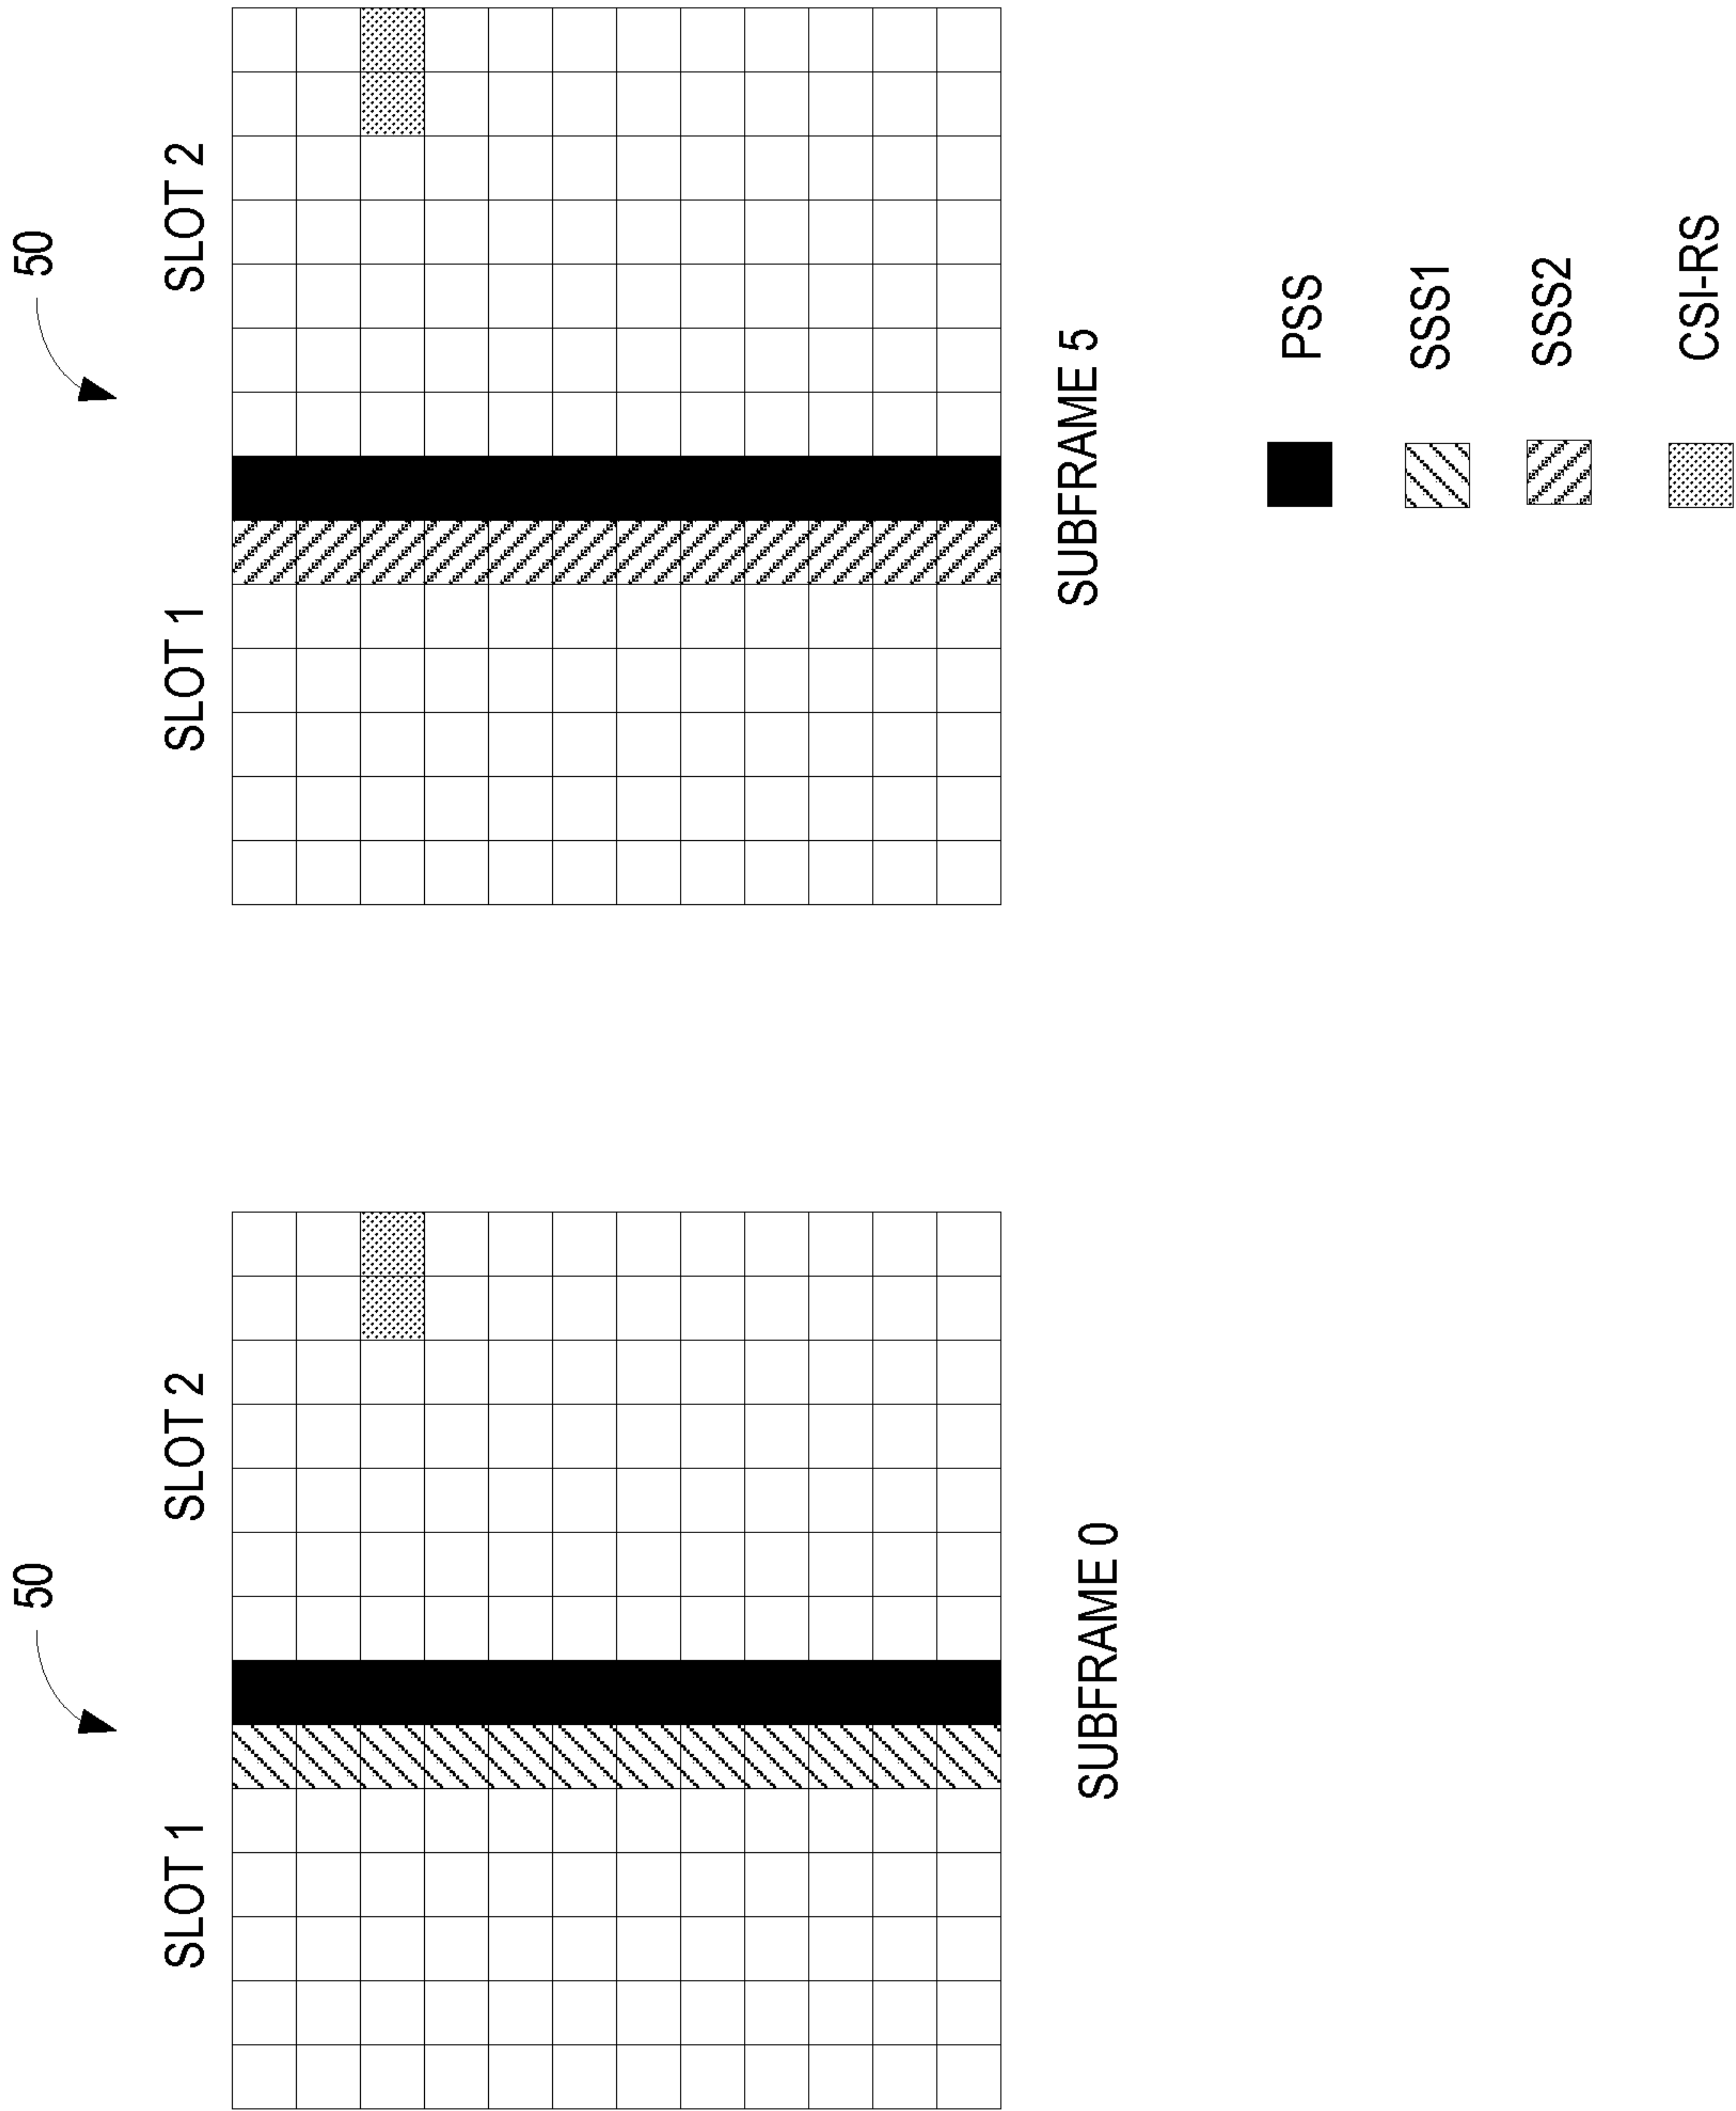 50
50
SLOT 1
SLOT 2
SLOT 1
SLOT 2
SUBFRAME 0
SUBFRAME 5
PSS
SSS1
SSS2
CSI-RS